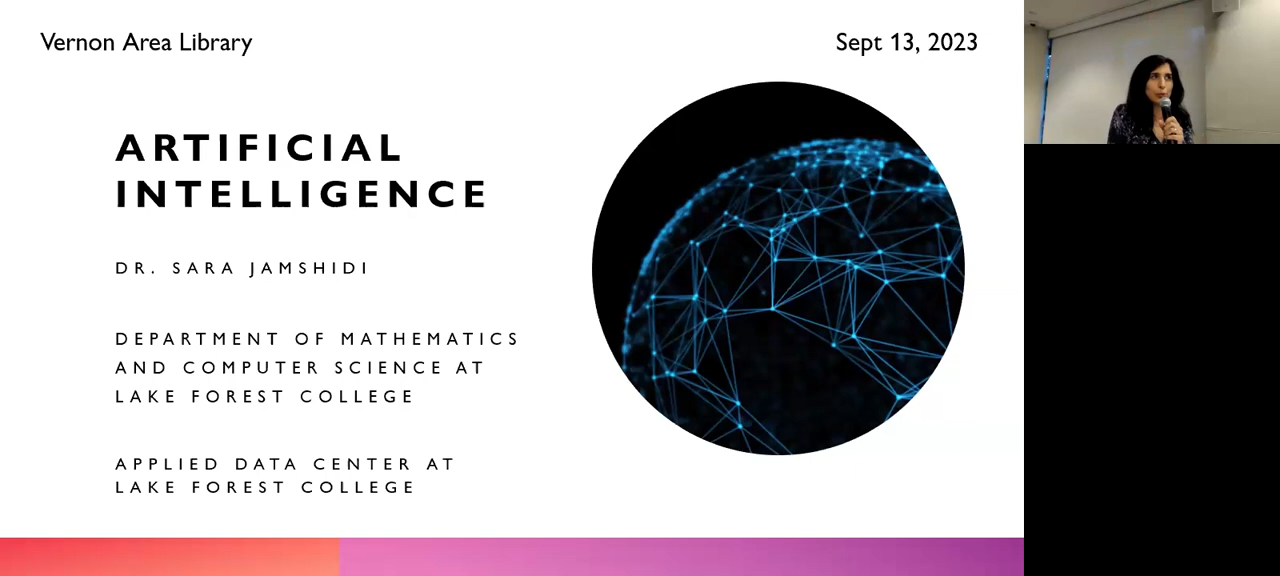 Vernon Area Library
Sept 13, 2023
ARTIFICIAL
INTELLIGENCE
DR. SARA JAMSHIDI
DEPARTMENT OF MATHEMATICS
AND COMPUTER SCIENCE AT
LAKE FOREST COLLEGE
APPLIED DATA CENTER AT
LAKE FOREST COLLEGE